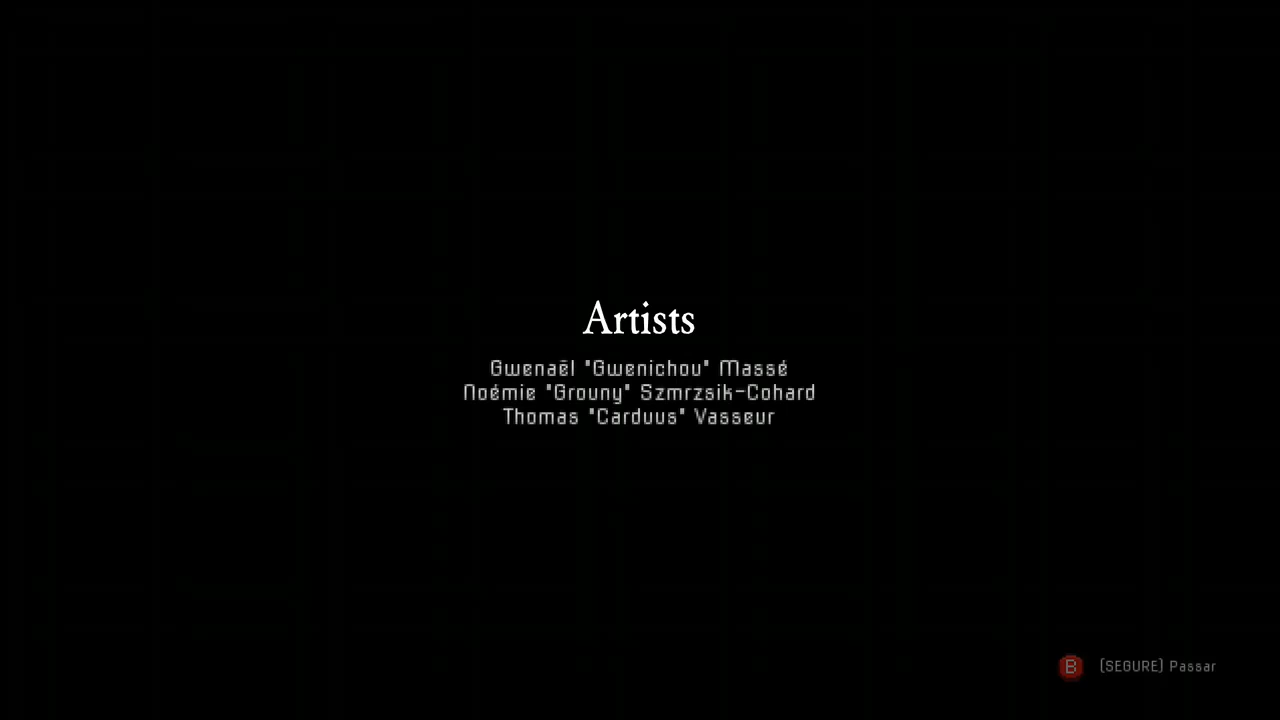 Artists
Gwenaël "Gwenichou" Massé
Noémie "Grouny" Szmrzsik-Cohard
Thomas "Carduus" Vasseur
B (SEGURE) Passar